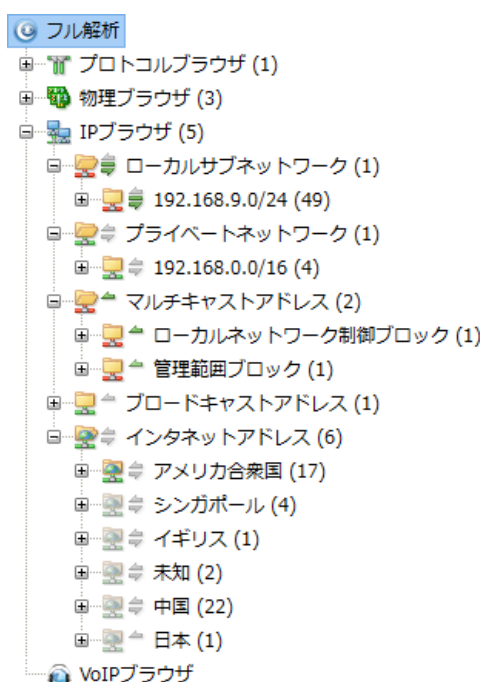 フル解析
プロトコルブラウザ (1)
物理ブラウザ (3)
IPブラウザ (5)
ローカルサブネットワーク (1)
192.168.9.0/24 (49)
プライベートネットワーク (1)
192.168.0.0/16 (4)
マルチキャストアドレス (2)
ローカルネットワーク制御ブロック (1)
管理範囲ブロック (1)
ブロードキャストアドレス (1)
インタネットアドレス (6)
アメリカ合衆国 (17)
シンガポール (4)
イギリス (1)
未知 (2)
中国 (22)
日本 (1)
VoIPブラウザ